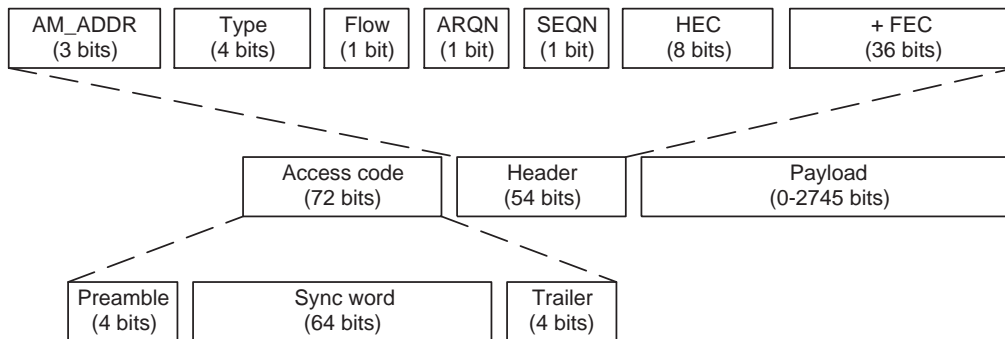 AM_ADDR
(3 bits)
Type
(4 bits)
Flow
(1 bit)
ARQN
(1 bit)
SEQN
(1 bit)
HEC
(8 bits)
+ FEC
(36 bits)
Access code
(72 bits)
Header
(54 bits)
Payload
(0-2745 bits)
Preamble
(4 bits)
Sync word
(64 bits)
Trailer
(4 bits)